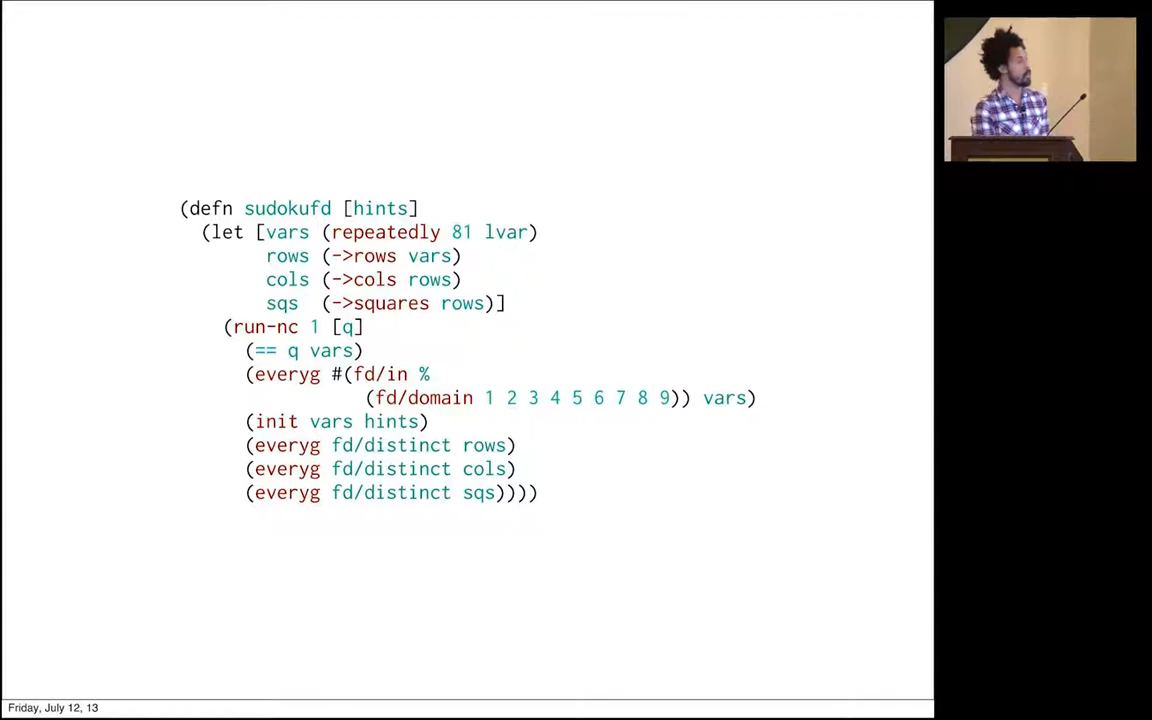 (defn sudokufd [hints]
(let [vars (repeatedly 81 lvar)
rows (->rows vars)
cols (->cols rows)
sqs (->squares rows)]
(run-nc 1 [q]
(== q vars)
(everyg #(fd/in %
(fd/domain 1 2 3 4 5 6 7 8 9)) vars)
(init vars hints)
(everyg fd/distinct rows)
(everyg fd/distinct cols)
(everyg fd/distinct sqs))))
Friday, July 12, 13